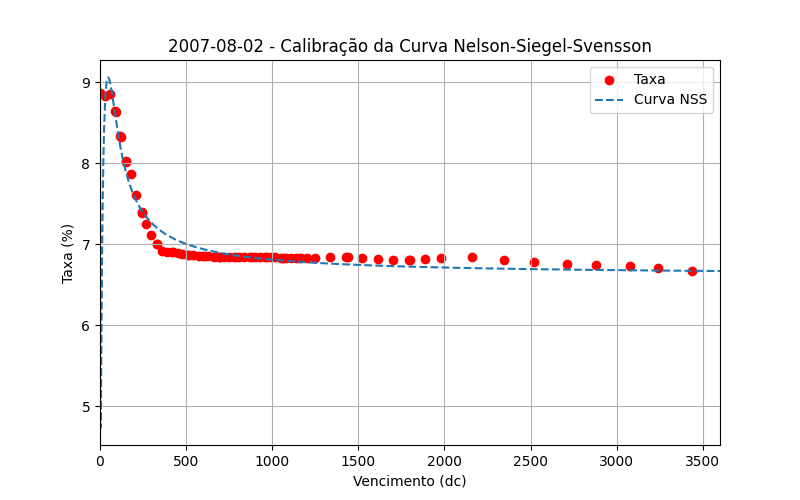 2007-08-02 - Calibração da Curva Nelson-Siegel-Svensson
Taxa
Curva NSS
Taxa (%)
9
8
7
6
5
0 500 1000 1500 2000 2500 3000 3500
Vencimento (dc)